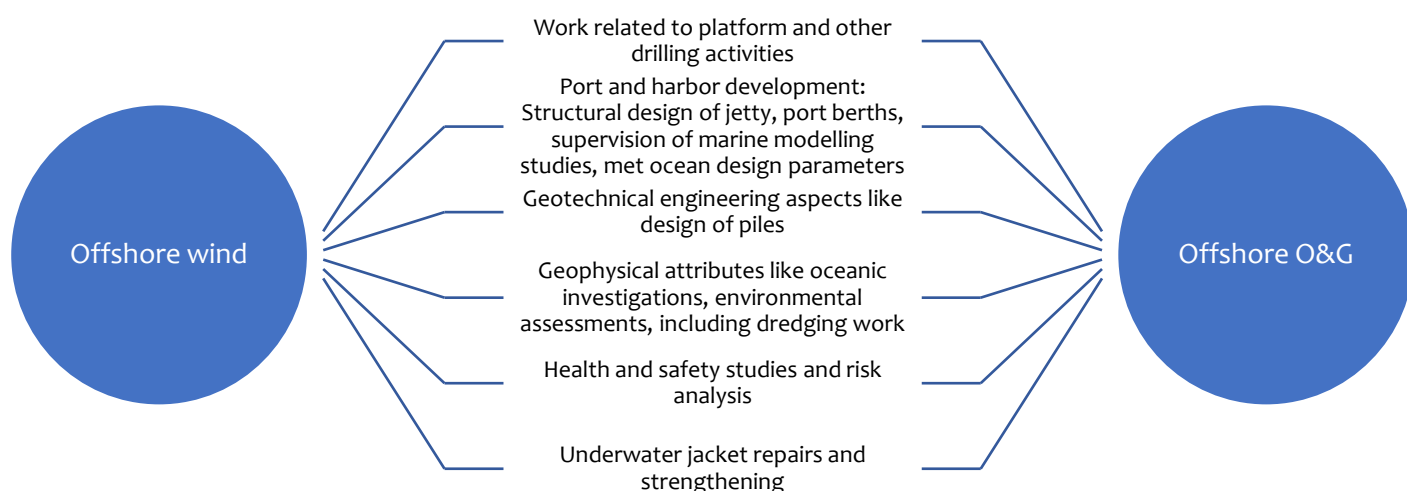 Work related to platform and other
drilling activities
Port and harbor development:
Structural design of jetty, port berths,
supervision of marine modelling
studies, met ocean design parameters
Geotechnical engineering aspects like
design of piles
Offshore wind
Offshore O&G
Geophysical attributes like oceanic
investigations, environmental
assessments, including dredging work
Health and safety studies and risk
analysis
Underwater jacket repairs and
strengthening